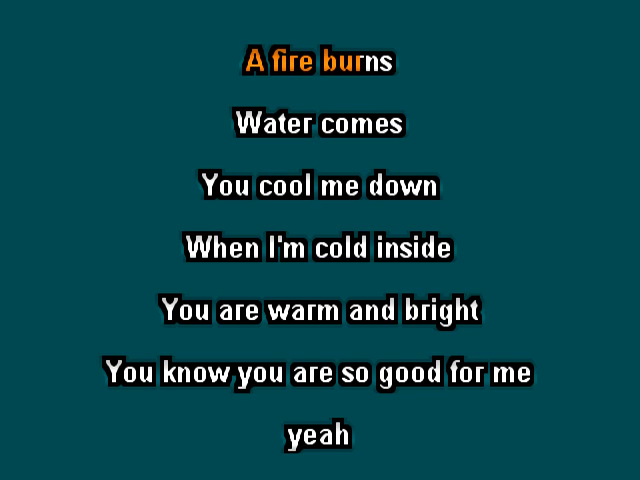 A fire burns
Water comes
You cool me down
When I'm cold inside
You are warm and bright
You know you are so good for me
yeah